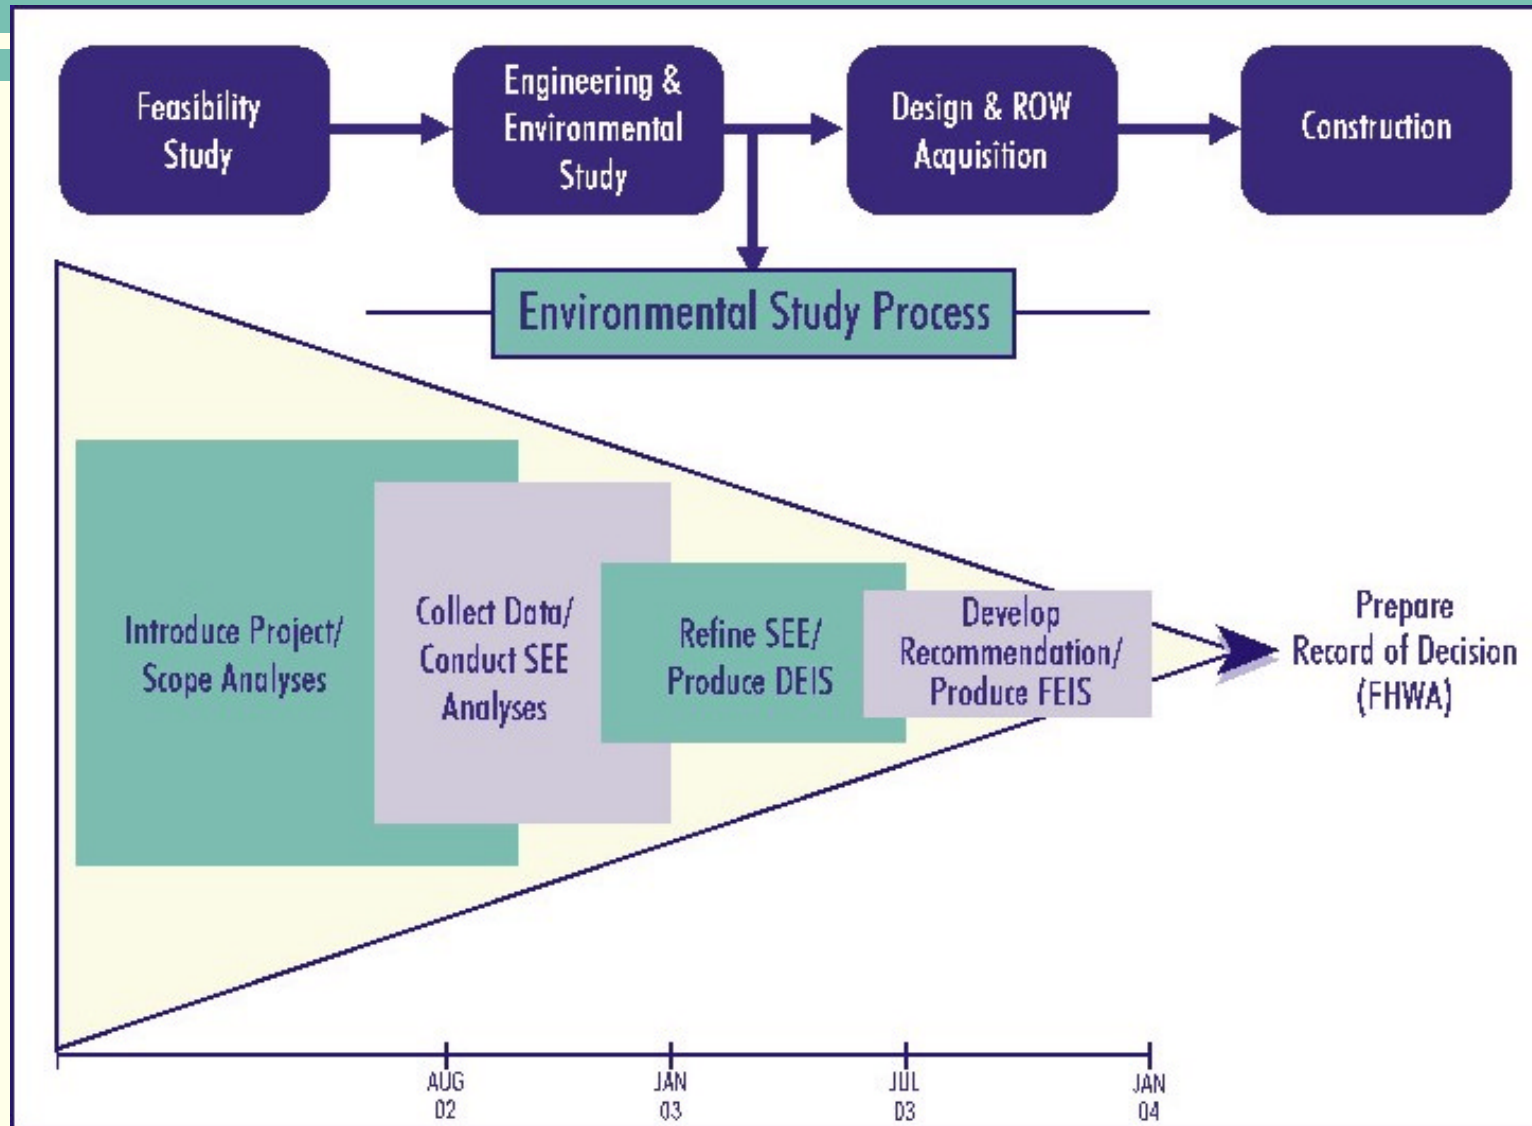 Feasibility
Study
Engineering &
Environmental
Study
Design & ROW
Acquisition
Construction
Environmental Study Process
Introduce Project/
Scope Analyses
Collect Data/
Conduct SEE
Analyses
Refine SEE/
Produce DEIS
Develop
Recommendation/
Produce FEIS
Prepare
Record of Decision
(FHWA)
AUG
02
JAN
03
JUL
03
JAN
04